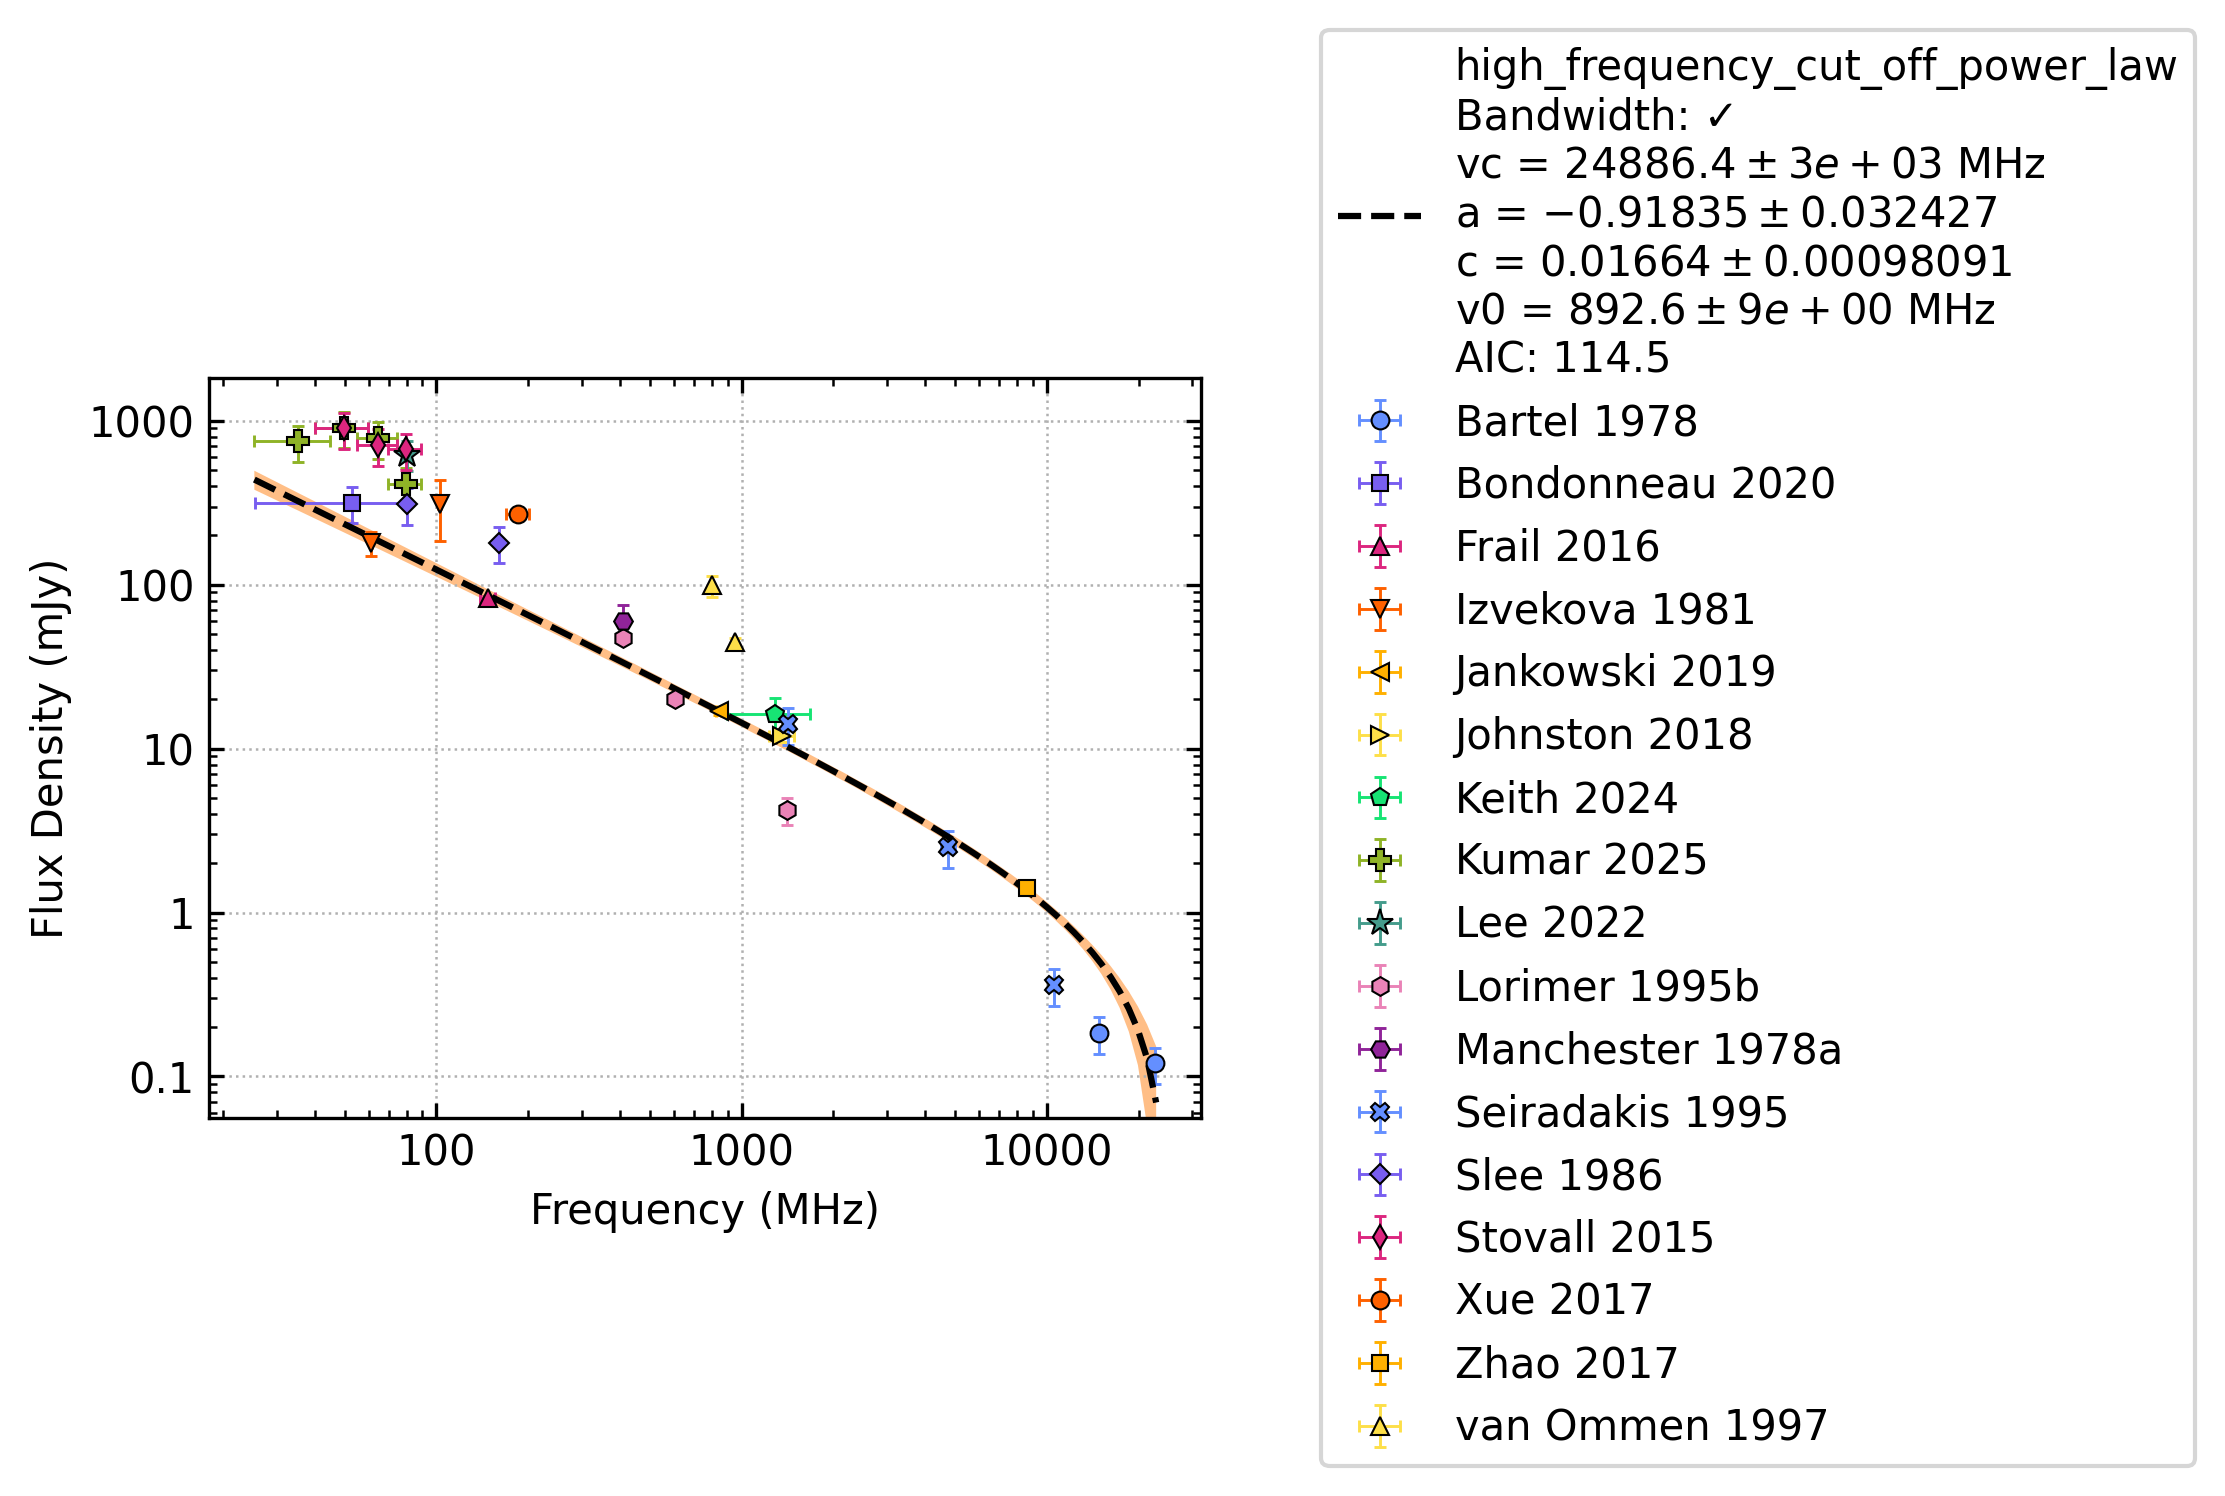 high_frequency_cut_off_power_law
Bandwidth: ✓
vc = 24886.4 ± 3e + 03 MHz
a = −0.91835 ± 0.032427
c = 0.01664 ± 0.00098091
v0 = 892.6 ± 9e + 00 MHz
AIC: 114.5
Bartel 1978
Bondonneau 2020
Frail 2016
Izvekova 1981
Jankowski 2019
Johnston 2018
Keith 2024
Kumar 2025
Lee 2022
Lorimer 1995b
Manchester 1978a
Seiradakis 1995
Slee 1986
Stovall 2015
Xue 2017
Zhao 2017
van Ommen 1997
Flux Density (mJy)
1000
100
10
1
0.1
100 1000 10000
Frequency (MHz)